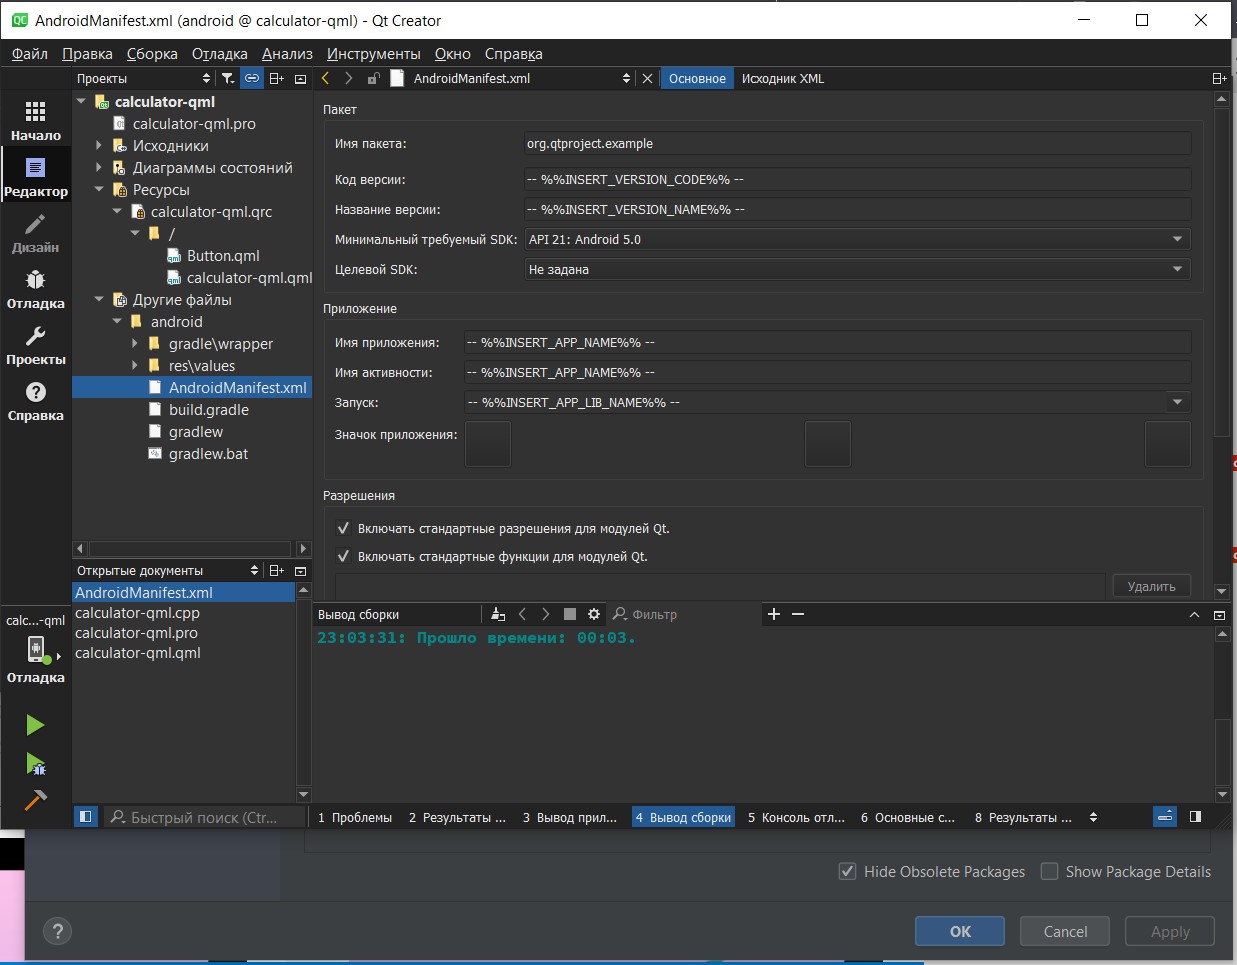 AndroidManifest.xml (android @ calculator-qml) - Qt Creator
Файл Правка Сборка Отладка Анализ Инструменты Окно Справка
Проекты
AndroidManifest.xml
Основное
Исходник XML
Начало
Редактор
Дизайн
Отладка
Проекты
Справка
calculator-qml
calculator-qml.pro
Исходники
Диаграммы состояний
Ресурсы
calculator-qml.qrc
/
Button.qml
calculator-qml.qml
Другие файлы
android
gradle\wrapper
res\values
AndroidManifest.xml
build.gradle
gradlew
gradlew.bat
Пакет
Имя пакета: org.qtproject.example
Код версии: -- %%INSERT_VERSION_CODE%% --
Название версии: -- %%INSERT_VERSION_NAME%% --
Минимальный требуемый SDK: API 21: Android 5.0
Целевой SDK: Не задана
Приложение
Имя приложения: -- %%INSERT_APP_NAME%% --
Имя активности: -- %%INSERT_APP_NAME%% --
Запуск: -- %%INSERT_APP_LIB_NAME%% --
Значок приложения:
Разрешения
Включать стандартные разрешения для модулей Qt.
Включать стандартные функции для модулей Qt.
Удалить
Открытые документы
AndroidManifest.xml
calculator-qml.cpp
calculator-qml.pro
calculator-qml.qml
calc...-qml
Отладка
Вывод сборки
Фильтр
23:03:31: Прошло времени: 00:03.
Быстрый поиск (Ctr...
1 Проблемы 2 Результаты ... 3 Вывод прил... 4 Вывод сборки 5 Консоль отл... 6 Основные с... 8 Результаты ...
Hide Obsolete Packages Show Package Details
? OK Cancel Apply